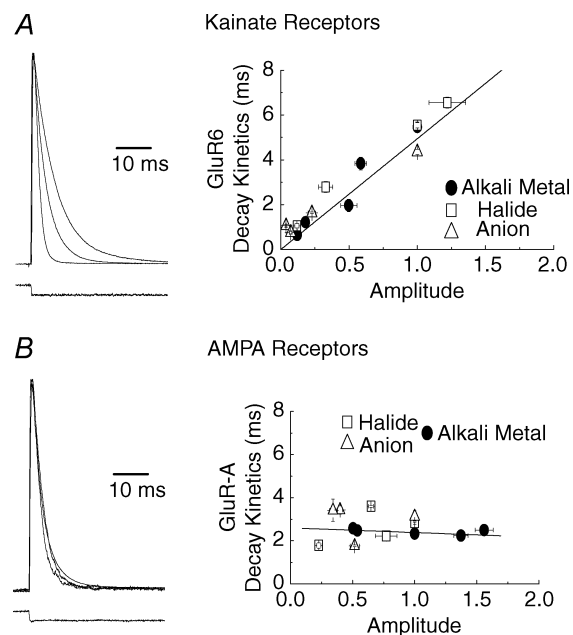 A Kainate Receptors
10 ms
GluR6
Decay Kinetics (ms)
8
6
4
2
0
Alkali Metal
Halide
Anion
0.0 0.5 1.0 1.5 2.0
Amplitude
B AMPA Receptors
10 ms
GluR-A
Decay Kinetics (ms)
8
6
4
2
0
Halide
Alkali Metal
Anion
0.0 0.5 1.0 1.5 2.0
Amplitude